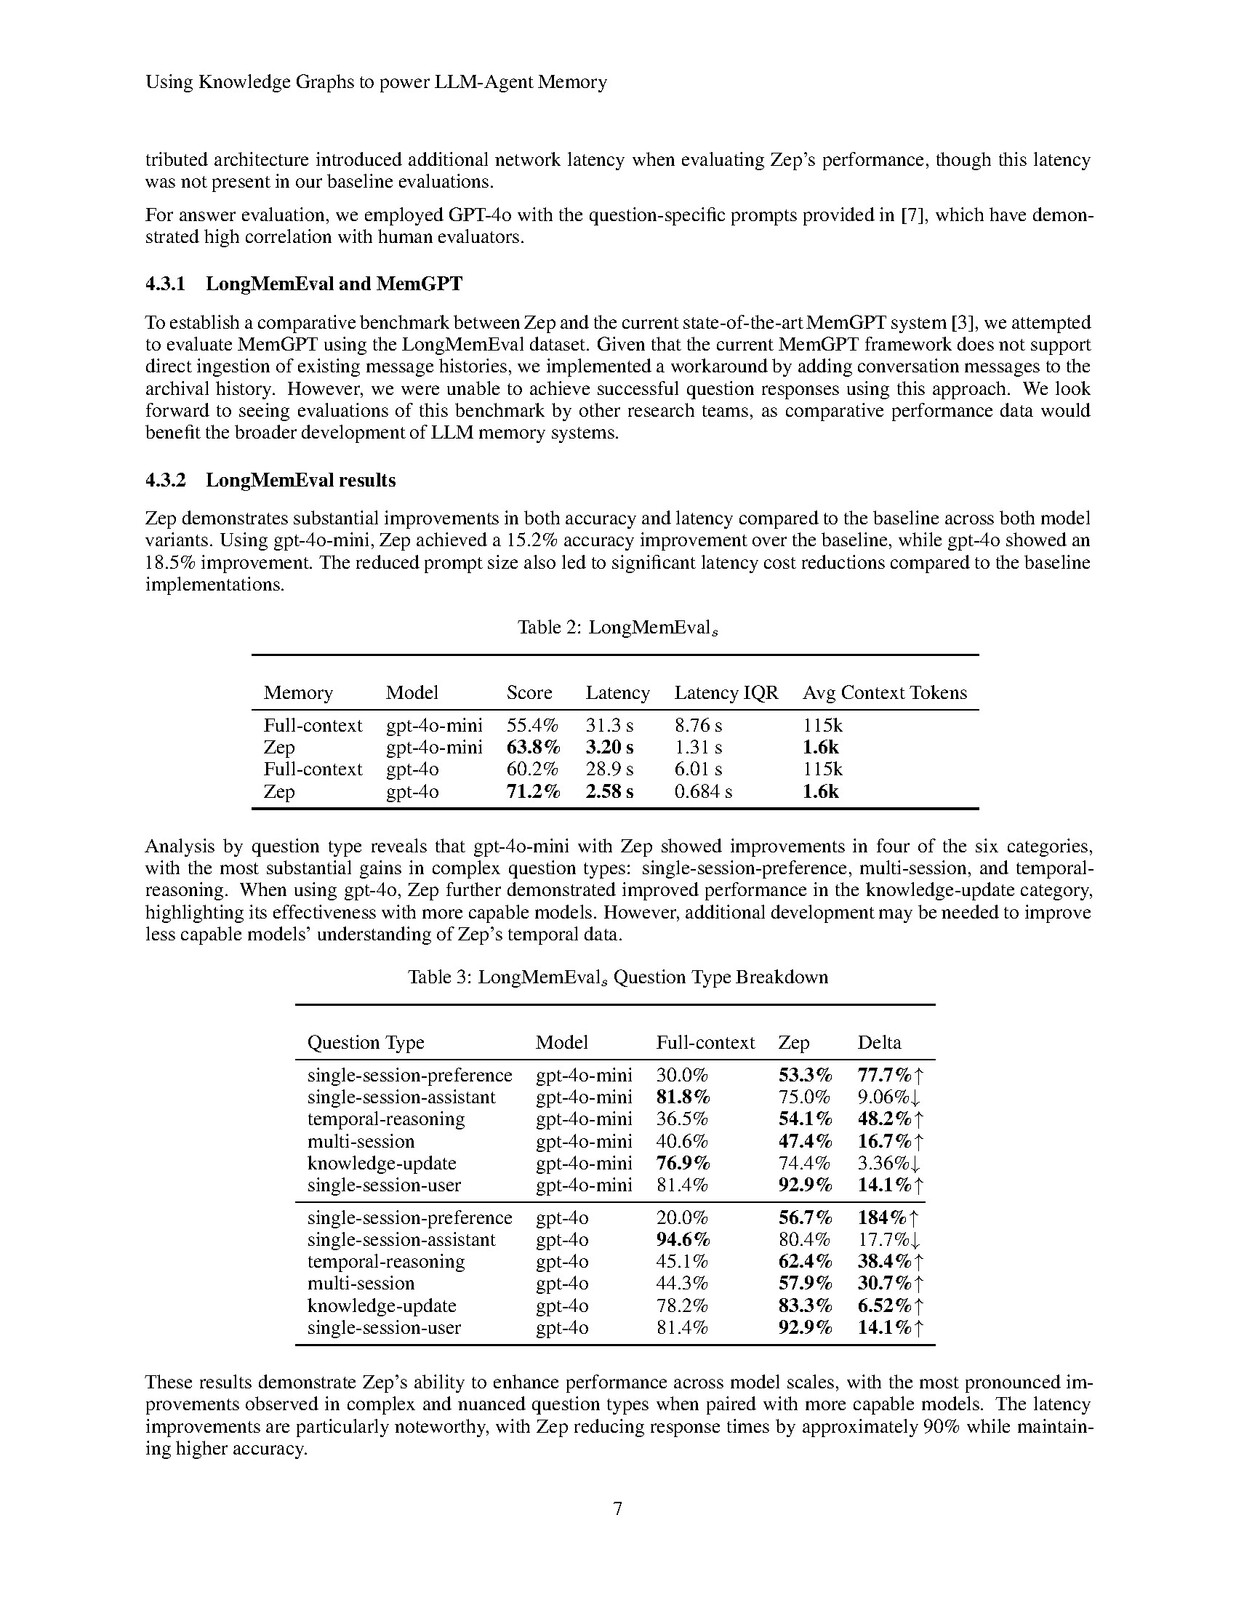 Using Knowledge Graphs to power LLM-Agent Memory
tributed architecture introduced additional network latency when evaluating Zep's performance, though this latency
was not present in our baseline evaluations.
For answer evaluation, we employed GPT-4o with the question-specific prompts provided in [7], which have demon-
strated high correlation with human evaluators.
4.3.1 LongMemEval and MemGPT
To establish a comparative benchmark between Zep and the current state-of-the-art MemGPT system [3], we attempted
to evaluate MemGPT using the LongMemEval dataset. Given that the current MemGPT framework does not support
direct ingestion of existing message histories, we implemented a workaround by adding conversation messages to the
archival history. However, we were unable to achieve successful question responses using this approach. We look
forward to seeing evaluations of this benchmark by other research teams, as comparative performance data would
benefit the broader development of LLM memory systems.
4.3.2 LongMemEval results
Zep demonstrates substantial improvements in both accuracy and latency compared to the baseline across both model
variants. Using gpt-4o-mini, Zep achieved a 15.2% accuracy improvement over the baseline, while gpt-4o showed an
18.5% improvement. The reduced prompt size also led to significant latency cost reductions compared to the baseline
implementations.
Table 2: LongMemEvalₛ
Memory Model Score Latency Latency IQR Avg Context Tokens
Full-context gpt-4o-mini 55.4% 31.3 s 8.76 s 115k
Zep gpt-4o-mini 63.8% 3.20 s 1.31 s 1.6k
Full-context gpt-4o 60.2% 28.9 s 6.01 s 115k
Zep gpt-4o 71.2% 2.58 s 0.684 s 1.6k
Analysis by question type reveals that gpt-4o-mini with Zep showed improvements in four of the six categories,
with the most substantial gains in complex question types: single-session-preference, multi-session, and temporal-
reasoning. When using gpt-4o, Zep further demonstrated improved performance in the knowledge-update category,
highlighting its effectiveness with more capable models. However, additional development may be needed to improve
less capable models' understanding of Zep's temporal data.
Table 3: LongMemEvalₛ Question Type Breakdown
Question Type Model Full-context Zep Delta
single-session-preference gpt-4o-mini 30.0% 53.3% 77.7%↑
single-session-assistant gpt-4o-mini 81.8% 75.0% 9.06%↓
temporal-reasoning gpt-4o-mini 36.5% 54.1% 48.2%↑
multi-session gpt-4o-mini 40.6% 47.4% 16.7%↑
knowledge-update gpt-4o-mini 76.9% 74.4% 3.36%↓
single-session-user gpt-4o-mini 81.4% 92.9% 14.1%↑
single-session-preference gpt-4o 20.0% 56.7% 184%↑
single-session-assistant gpt-4o 94.6% 80.4% 17.7%↓
temporal-reasoning gpt-4o 45.1% 62.4% 38.4%↑
multi-session gpt-4o 44.3% 57.9% 30.7%↑
knowledge-update gpt-4o 78.2% 83.3% 6.52%↑
single-session-user gpt-4o 81.4% 92.9% 14.1%↑
These results demonstrate Zep's ability to enhance performance across model scales, with the most pronounced im-
provements observed in complex and nuanced question types when paired with more capable models. The latency
improvements are particularly noteworthy, with Zep reducing response times by approximately 90% while maintain-
ing higher accuracy.
7